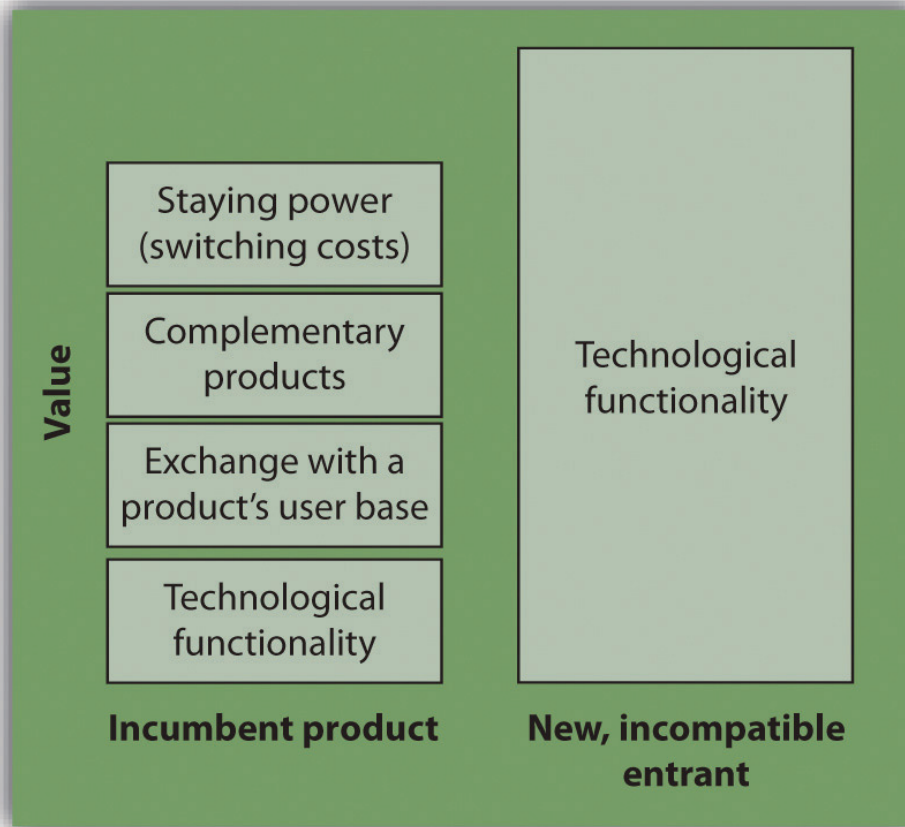 Value
Staying power
(switching costs)
Complementary
products
Exchange with a
product’s user base
Technological
functionality
Incumbent product
Technological
functionality
New, incompatible
entrant